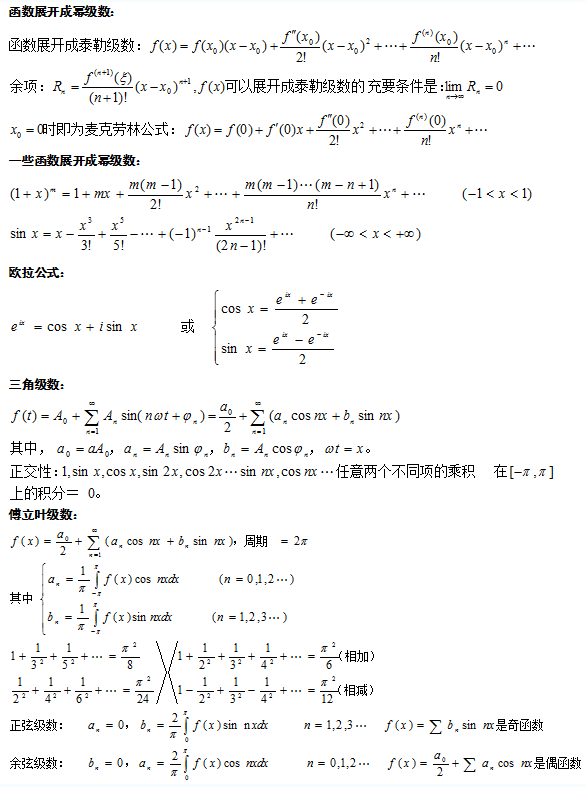 函数展开成幂级数:
函数展开成泰勒级数: f(x) = f(x₀)(x − x₀) + f″(x₀)/2! (x − x₀)² + ⋯ + f⁽ⁿ⁾(x₀)/n! (x − x₀)ⁿ + ⋯
余项: Rₙ = f⁽ⁿ⁺¹⁾(ξ)/(n+1)! (x − x₀)ⁿ⁺¹, f(x)可以展开成泰勒级数的 充要条件是: lim_{n→∞} Rₙ = 0
x₀ = 0时即为麦克劳林公式: f(x) = f(0) + f′(0)x + f″(0)/2! x² + ⋯ + f⁽ⁿ⁾(0)/n! xⁿ + ⋯
一些函数展开成幂级数:
(1 + x)ᵐ = 1 + mx + m(m − 1)/2! x² + ⋯ + m(m − 1)⋯(m − n + 1)/n! xⁿ + ⋯ (−1 < x < 1)
sin x = x − x³/3! + x⁵/5! − ⋯ + (−1)ⁿ⁻¹ x²ⁿ⁻¹/(2n − 1)! + ⋯ (−∞ < x < +∞)
欧拉公式:
e^{ix} = cos x + i sin x 或 { cos x = (e^{ix} + e^{−ix})/2
sin x = (e^{ix} − e^{−ix})/2
三角级数:
f(t) = A₀ + ∑_{n=1}^{∞} Aₙ sin(nωt + φₙ) = a₀/2 + ∑_{n=1}^{∞} (aₙ cos nx + bₙ sin nx)
其中, a₀ = aA₀, aₙ = Aₙ sin φₙ, bₙ = Aₙ cos φₙ, ωt = x。
正交性: 1, sin x, cos x, sin 2x, cos 2x⋯sin nx, cos nx⋯任意两个不同项的乘积 在[−π, π]
上的积分= 0。
傅立叶级数:
f(x) = a₀/2 + ∑_{n=1}^{∞} (aₙ cos nx + bₙ sin nx), 周期 = 2π
其中 { aₙ = 1/π ∫_{−π}^{π} f(x)cos nxdx (n = 0,1,2⋯)
bₙ = 1/π ∫_{−π}^{π} f(x)sin nxdx (n = 1,2,3⋯)
1 + 1/3² + 1/5² + ⋯ = π²/8 1 + 1/2² + 1/3² + 1/4² + ⋯ = π²/6 (相加)
1/2² + 1/4² + 1/6² + ⋯ = π²/24 1 − 1/2² + 1/3² − 1/4² + ⋯ = π²/12 (相减)
正弦级数: aₙ = 0, bₙ = 2/π ∫_{0}^{π} f(x)sin nxdx n = 1,2,3⋯ f(x) = ∑ bₙ sin nx是奇函数
余弦级数: bₙ = 0, aₙ = 2/π ∫_{0}^{π} f(x)cos nxdx n = 0,1,2⋯ f(x) = a₀/2 + ∑ aₙ cos nx是偶函数